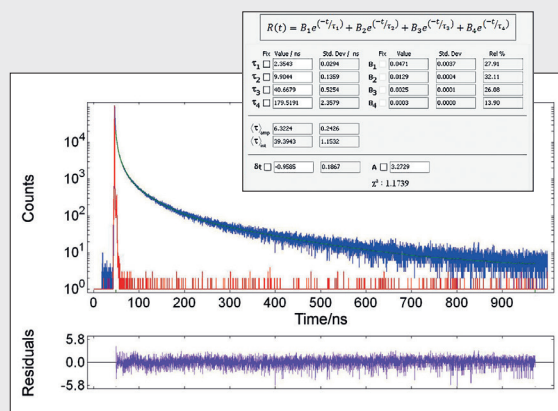 R(t) = B₁e^(-t/τ₁) + B₂e^(-t/τ₂) + B₃e^(-t/τ₃) + B₄e^(-t/τ₄)
Fix Value / ns Std. Dev / ns Fix Value Std. Dev Rel %
τ₁ 2.3543 0.0294 B₁ 0.0471 0.0037 27.91
τ₂ 9.9044 0.1359 B₂ 0.0129 0.0004 32.11
τ₃ 40.6679 0.5254 B₃ 0.0025 0.0001 26.08
τ₄ 179.5191 2.3579 B₄ 0.0003 0.0000 13.90
⟨τ⟩amp 6.3224 0.2426
⟨τ⟩int 39.3943 1.1532
δt -0.9585 0.1867 A 3.2729
χ² : 1.1739
10⁴
10³
10²
10¹
10⁰
Counts
0 100 200 300 400 500 600 700 800 900
Time/ns
5.8
0.0
-5.8
Residuals